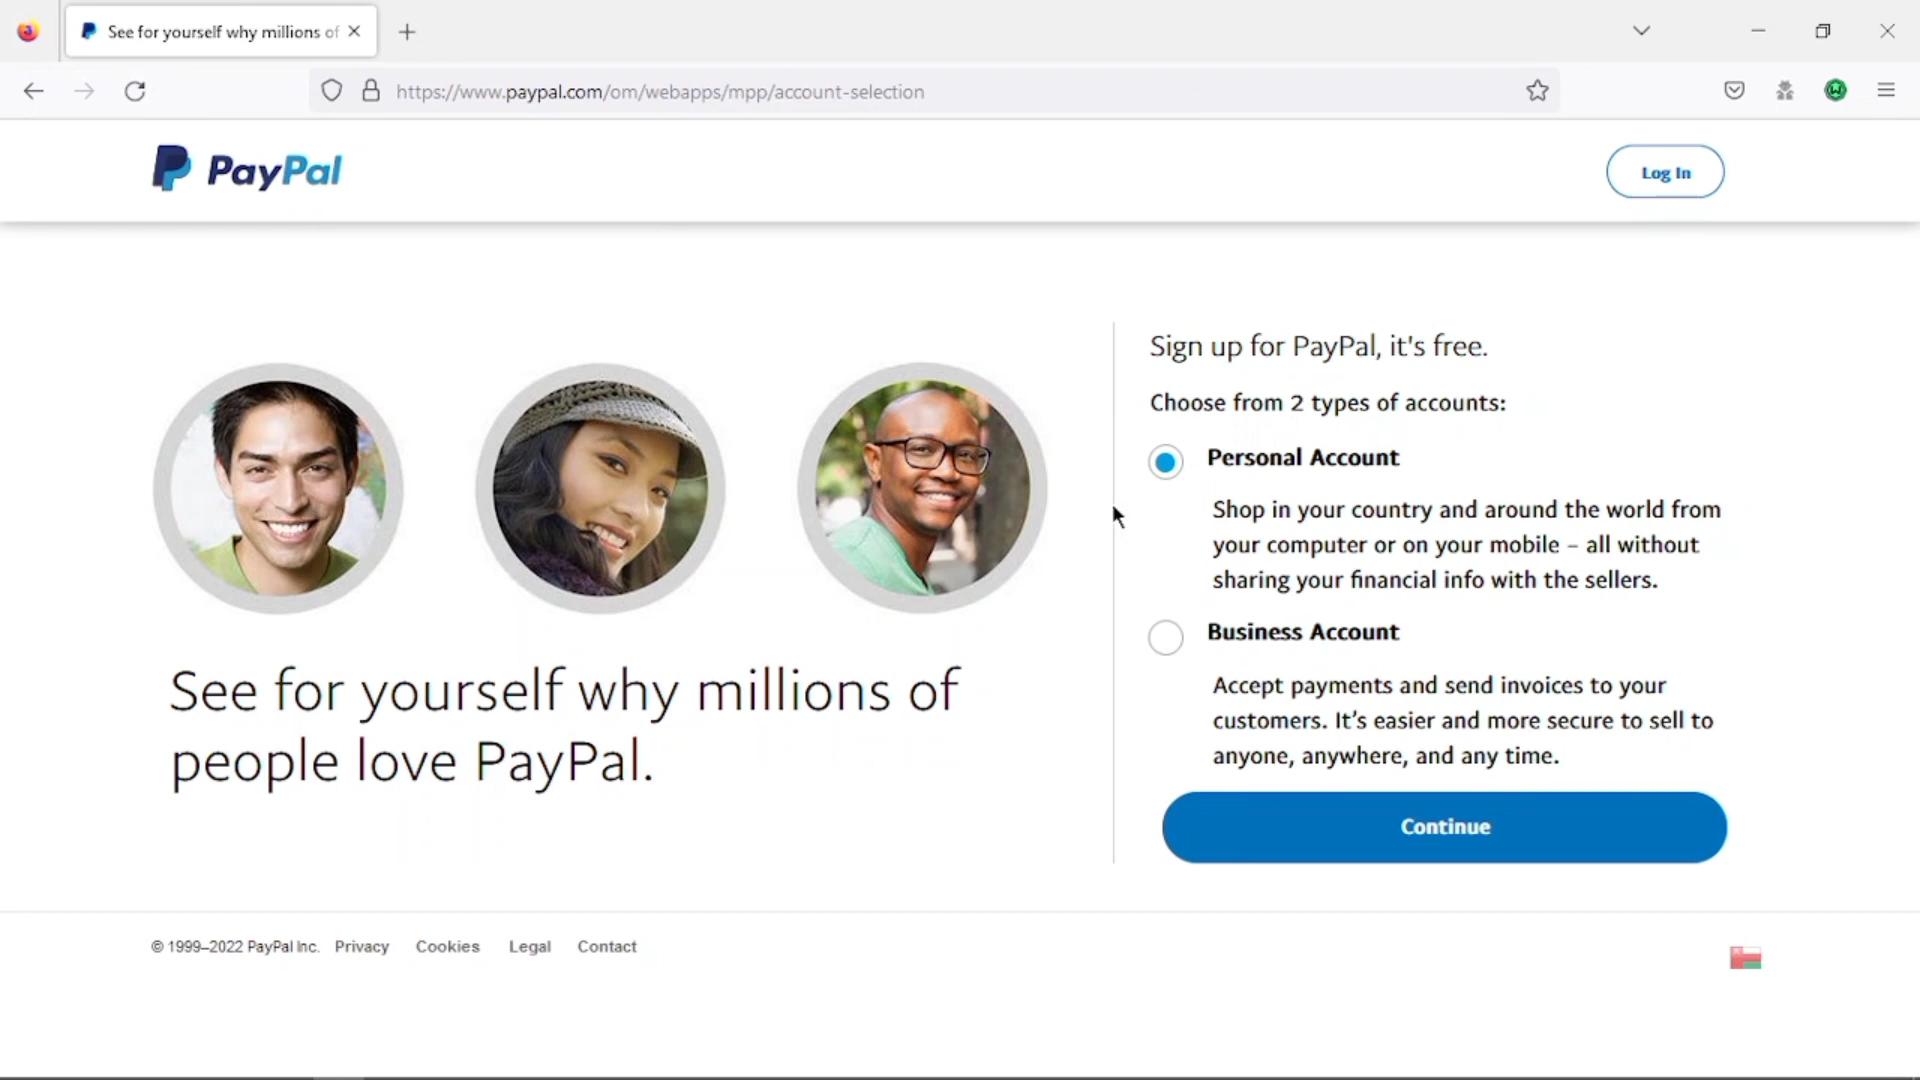 See for yourself why millions of
https://www.paypal.com/om/webapps/mpp/account-selection
PayPal
Log In
Sign up for PayPal, it's free.
Choose from 2 types of accounts:
Personal Account
Shop in your country and around the world from
your computer or on your mobile – all without
sharing your financial info with the sellers.
Business Account
Accept payments and send invoices to your
customers. It’s easier and more secure to sell to
anyone, anywhere, and any time.
Continue
See for yourself why millions of
people love PayPal.
© 1999–2022 PayPal Inc. Privacy Cookies Legal Contact